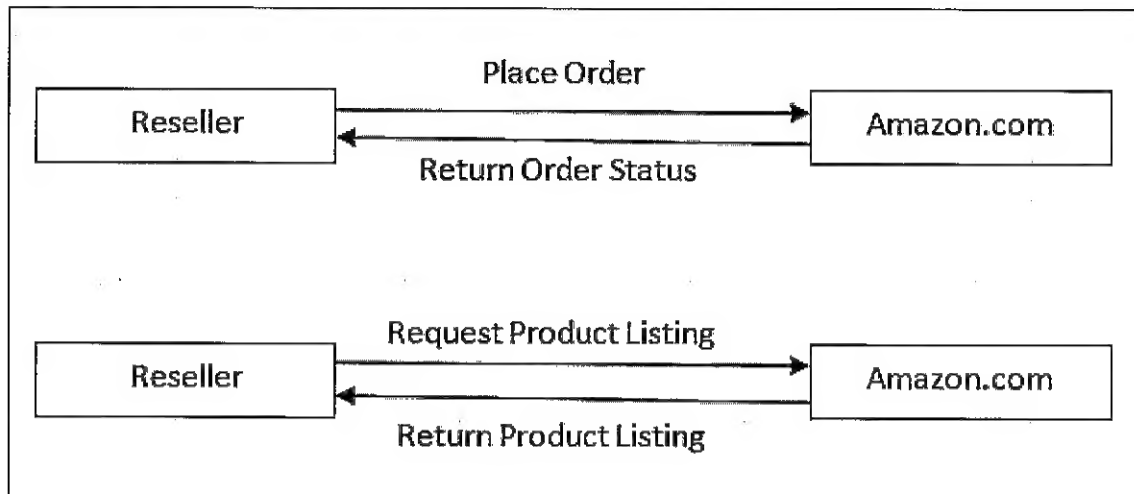 Place Order
Reseller
Amazon.com
Return Order Status
Request Product Listing
Reseller
Amazon.com
Return Product Listing